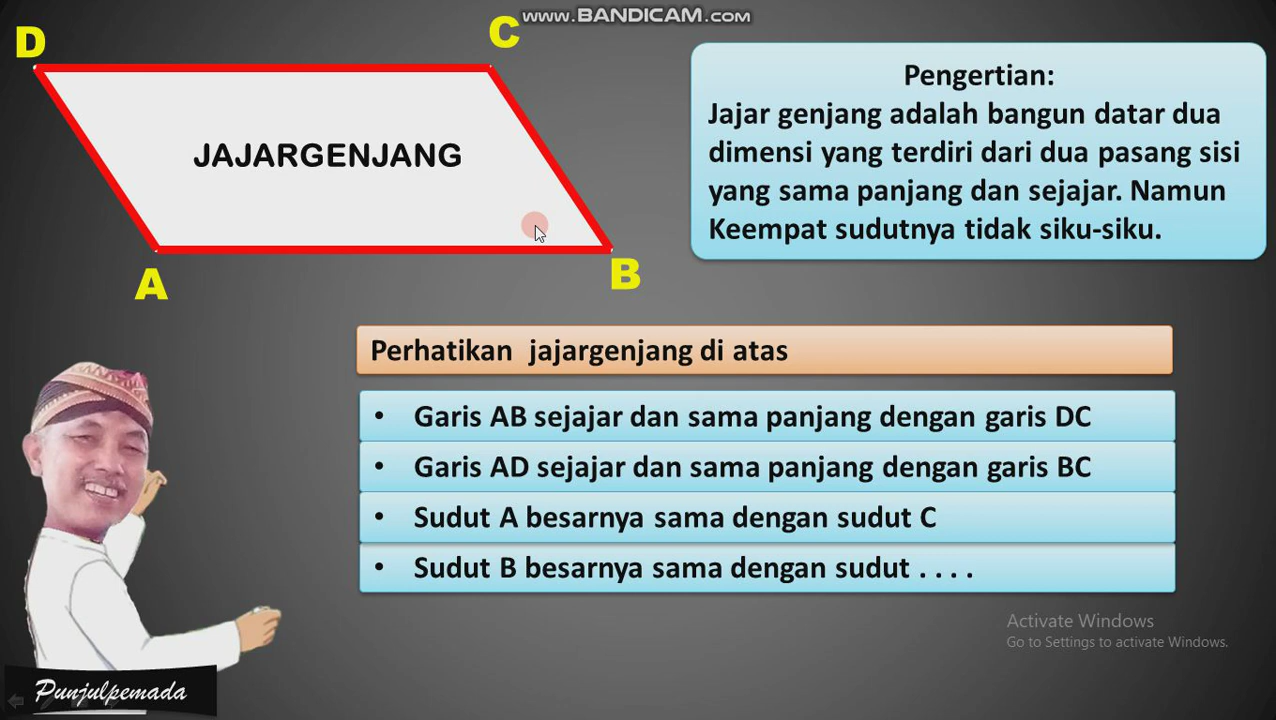 www.BANDICAM.com
D
C
JAJARGENJANG
A
B
Pengertian:
Jajar genjang adalah bangun datar dua
dimensi yang terdiri dari dua pasang sisi
yang sama panjang dan sejajar. Namun
Keempat sudutnya tidak siku-siku.
Perhatikan jajargenjang di atas
• Garis AB sejajar dan sama panjang dengan garis DC
• Garis AD sejajar dan sama panjang dengan garis BC
• Sudut A besarnya sama dengan sudut C
• Sudut B besarnya sama dengan sudut . . . .
Activate Windows
Go to Settings to activate Windows.
Punjulpemada